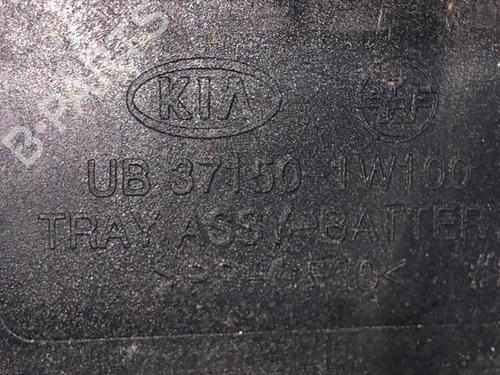 B-PARTS
KIA
UB 37150-1W100
TRAY ASSY-BATTER